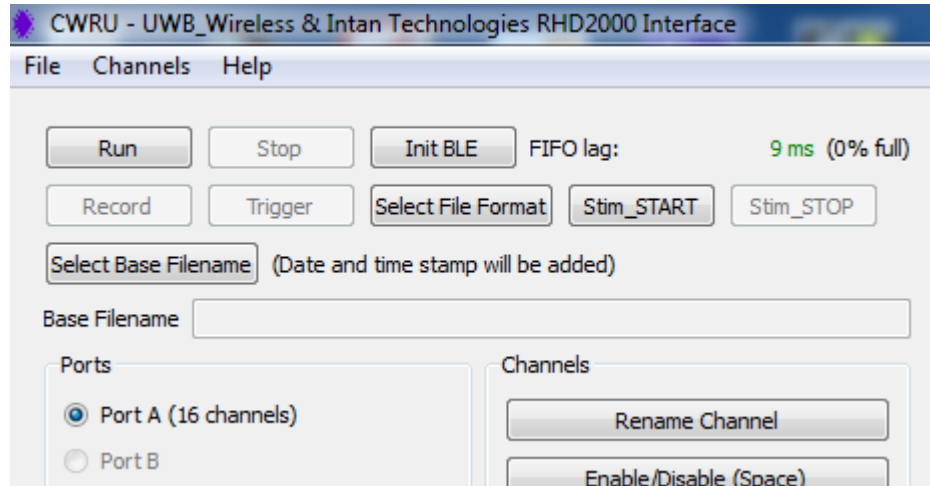 CWRU - UWB_Wireless & Intan Technologies RHD2000 Interface
File Channels Help
Run Stop Init BLE FIFO lag: 9 ms (0% full)
Record Trigger Select File Format Stim_START Stim_STOP
Select Base Filename (Date and time stamp will be added)
Base Filename
Ports Channels
Port A (16 channels) Rename Channel
Port B
Enable/Disable (Space)